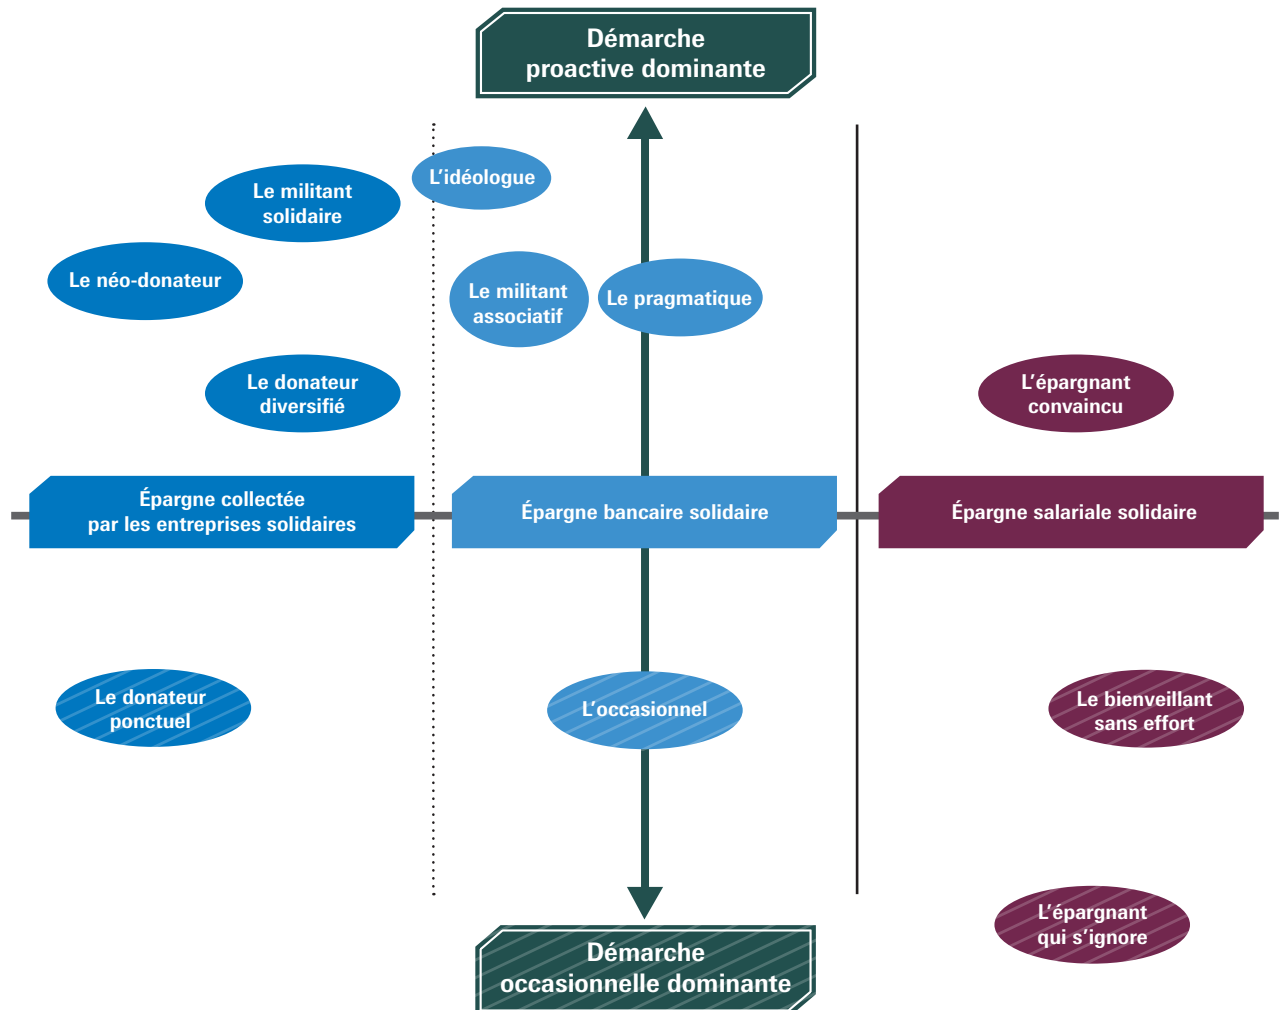 Démarche
proactive dominante
L'idéologue
Le militant
solidaire
Le néo-donateur
Le militant
associatif
Le pragmatique
Le donateur
diversifié
L'épargnant
convaincu
Épargne collectée
par les entreprises solidaires
Épargne bancaire solidaire
Épargne salariale solidaire
Le donateur
ponctuel
L'occasionnel
Le bienveillant
sans effort
L'épargnant
qui s'ignore
Démarche
occasionnelle dominante